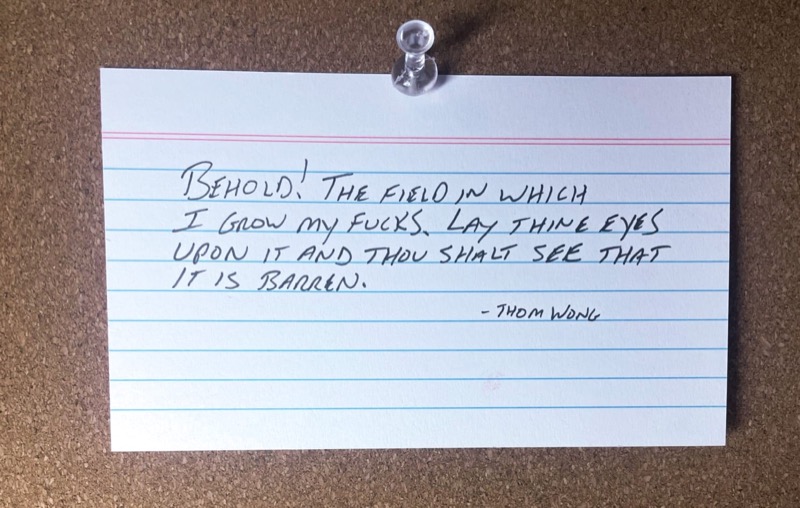 BEHOLD! THE FIELD IN WHICH
I GROW MY FUCKS. LAY THINE EYES
UPON IT AND THOU SHALT SEE THAT
IT IS BARREN.
- THOM WONG